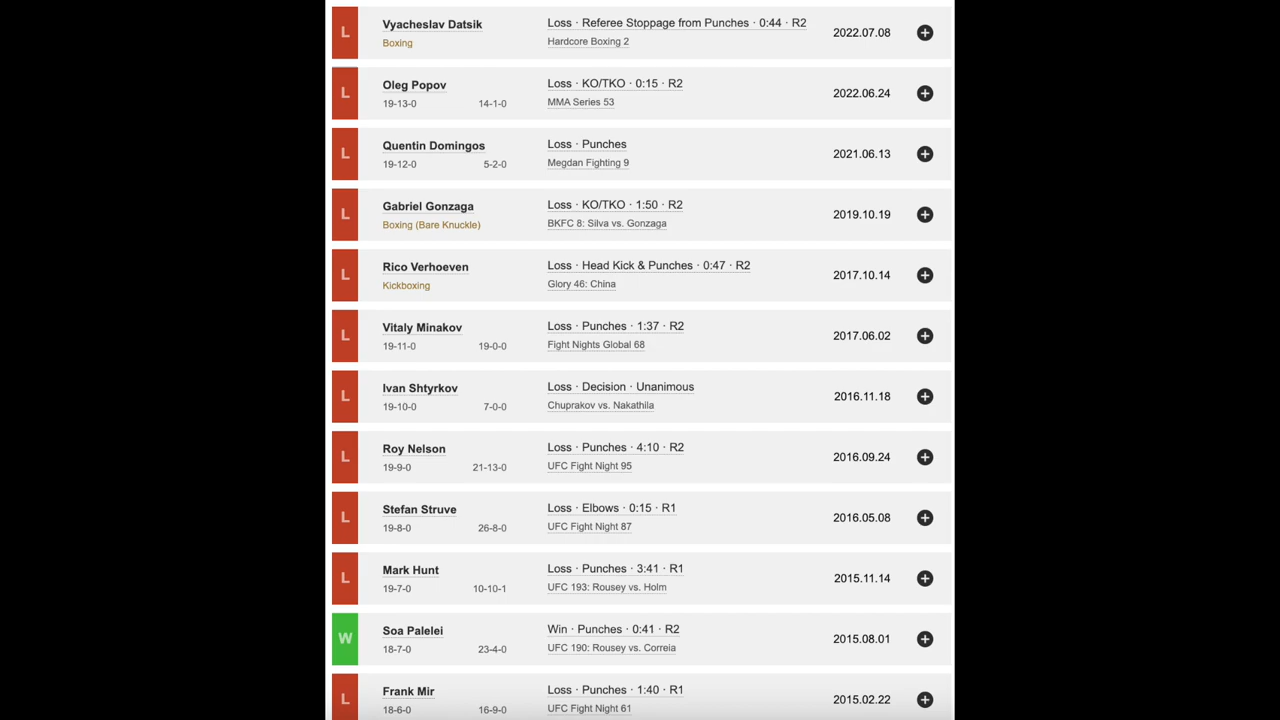 L
Vyacheslav Datsik
Boxing
Loss · Referee Stoppage from Punches · 0:44 · R2
Hardcore Boxing 2
2022.07.08
L
Oleg Popov
19-13-0 14-1-0
Loss · KO/TKO · 0:15 · R2
MMA Series 53
2022.06.24
L
Quentin Domingos
19-12-0 5-2-0
Loss · Punches
Megdan Fighting 9
2021.06.13
L
Gabriel Gonzaga
Boxing (Bare Knuckle)
Loss · KO/TKO · 1:50 · R2
BKFC 8: Silva vs. Gonzaga
2019.10.19
L
Rico Verhoeven
Kickboxing
Loss · Head Kick & Punches · 0:47 · R2
Glory 46: China
2017.10.14
L
Vitaly Minakov
19-11-0 19-0-0
Loss · Punches · 1:37 · R2
Fight Nights Global 68
2017.06.02
L
Ivan Shtyrkov
19-10-0 7-0-0
Loss · Decision · Unanimous
Chuprakov vs. Nakathila
2016.11.18
L
Roy Nelson
19-9-0 21-13-0
Loss · Punches · 4:10 · R2
UFC Fight Night 95
2016.09.24
L
Stefan Struve
19-8-0 26-8-0
Loss · Elbows · 0:15 · R1
UFC Fight Night 87
2016.05.08
L
Mark Hunt
19-7-0 10-10-1
Loss · Punches · 3:41 · R1
UFC 193: Rousey vs. Holm
2015.11.14
W
Soa Palelei
18-7-0 23-4-0
Win · Punches · 0:41 · R2
UFC 190: Rousey vs. Correia
2015.08.01
L
Frank Mir
18-6-0 16-9-0
Loss · Punches · 1:40 · R1
UFC Fight Night 61
2015.02.22